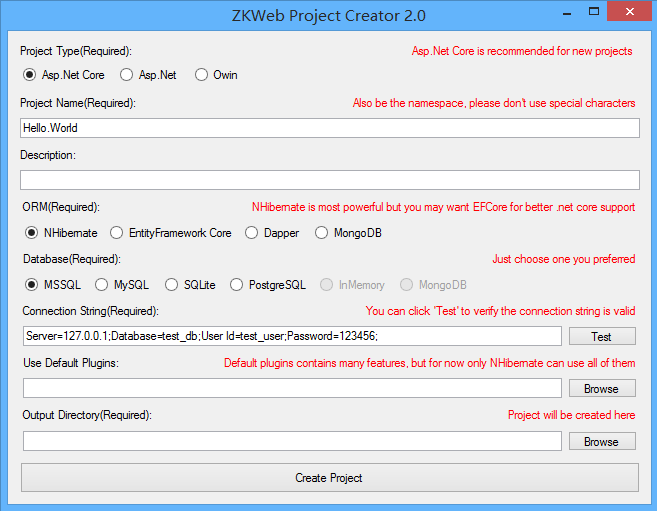 ZKWeb Project Creator 2.0
Project Type(Required): Asp.Net Core is recommended for new projects
Asp.Net Core Asp.Net Owin
Project Name(Required): Also be the namespace, please don't use special characters
Hello.World
Description:
ORM(Required): NHibernate is most powerful but you may want EFCore for better .net core support
NHibernate EntityFramework Core Dapper MongoDB
Database(Required): Just choose one you preferred
MSSQL MySQL SQLite PostgreSQL InMemory MongoDB
Connection String(Required): You can click 'Test' to verify the connection string is valid
Server=127.0.0.1;Database=test_db;User Id=test_user;Password=123456; Test
Use Default Plugins: Default plugins contains many features, but for now only NHibernate can use all of them
Browse
Output Directory(Required): Project will be created here
Browse
Create Project